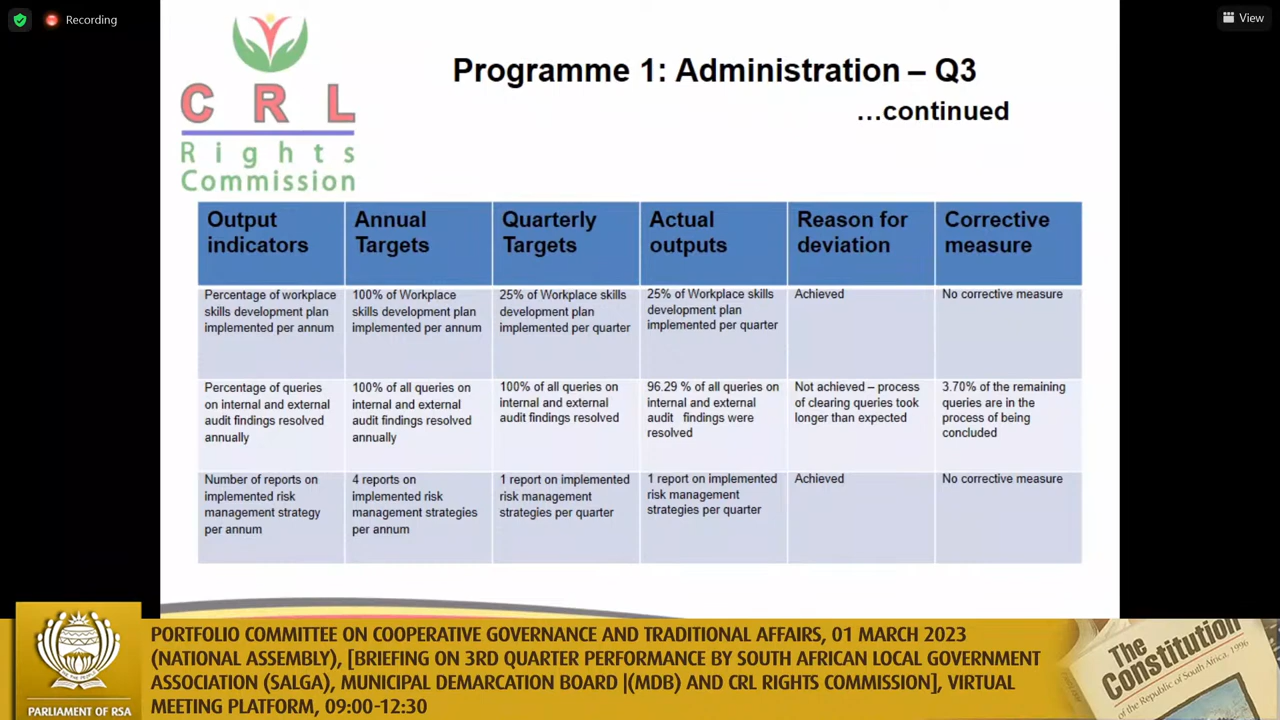 Recording
View
C R L
Rights
Commission
Programme 1: Administration – Q3
...continued
Output
indicators
Annual
Targets
Quarterly
Targets
Actual
outputs
Reason for
deviation
Corrective
measure
Percentage of workplace
skills development plan
implemented per annum
100% of Workplace
skills development plan
implemented per annum
25% of Workplace skills
development plan
implemented per quarter
25% of Workplace skills
development plan
implemented per quarter
Achieved
No corrective measure
Percentage of queries
on internal and external
audit findings resolved
annually
100% of all queries on
internal and external
audit findings resolved
annually
100% of all queries on
internal and external
audit findings resolved
96.29 % of all queries on
internal and external
audit findings were
resolved
Not achieved – process
of clearing queries took
longer than expected
3.70% of the remaining
queries are in the
process of being
concluded
Number of reports on
implemented risk
management strategy
per annum
4 reports on
implemented risk
management strategies
per annum
1 report on implemented
risk management
strategies per quarter
1 report on implemented
risk management
strategies per quarter
Achieved
No corrective measure
PARLIAMENT OF RSA
PORTFOLIO COMMITTEE ON COOPERATIVE GOVERNANCE AND TRADITIONAL AFFAIRS, 01 MARCH 2023
(NATIONAL ASSEMBLY), [BRIEFING ON 3RD QUARTER PERFORMANCE BY SOUTH AFRICAN LOCAL GOVERNMENT
ASSOCIATION (SALGA), MUNICIPAL DEMARCATION BOARD |(MDB) AND CRL RIGHTS COMMISSION], VIRTUAL
MEETING PLATFORM, 09:00-12:30
The
Constitution
of the Republic of South Africa, 1996